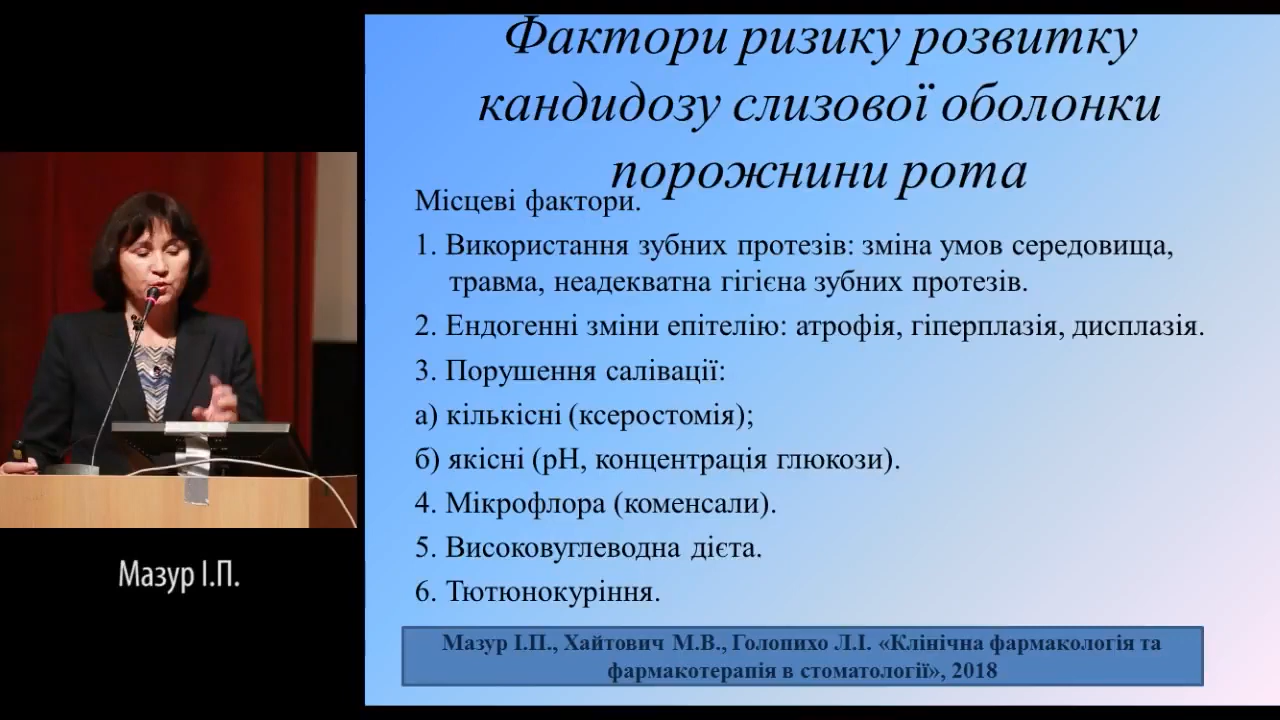 Фактори ризику розвитку
кандидозу слизової оболонки
порожнини рота
Місцеві фактори.
1. Використання зубних протезів: зміна умов середовища,
травма, неадекватна гігієна зубних протезів.
2. Ендогенні зміни епітелію: атрофія, гіперплазія, дисплазія.
3. Порушення салівації:
а) кількісні (ксеростомія);
б) якісні (рН, концентрація глюкози).
4. Мікрофлора (коменсали).
5. Високовуглеводна дієта.
6. Тютюнокуріння.
Мазур І.П., Хайтович М.В., Голопихо Л.І. «Клінічна фармакологія та
фармакотерапія в стоматології», 2018
Мазур І.П.